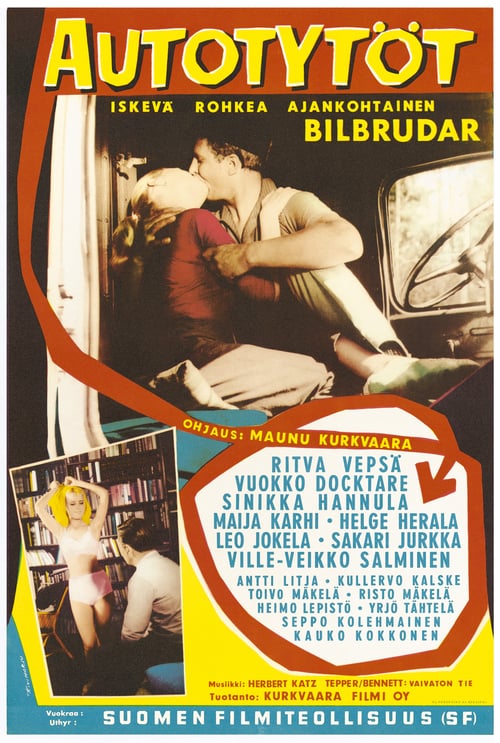 AUTOTYTÖT
ISKEVÄ ROHKEA AJANKOHTAINEN
BILBRUDAR
OHJAUS: MAUNU KURKVAARA
RITVA VEPSÄ
VUOKKO DOCKTARE
SINIKKA HANNULA
MAIJA KARHI • HELGE HERALA
LEO JOKELA • SAKARI JURKKA
VILLE-VEIKKO SALMINEN
ANTTI LITJA • KULLERVO KALSKE
TOIVO MÄKELÄ • RISTO MÄKELÄ
HEIMO LEPISTÖ • YRJÖ TÄHTELÄ
SEPPO KOLEHMAINEN
KAUKO KOKKONEN
Musiikki: HERBERT KATZ TEPPER/BENNETT: VAIVATON TIE
Tuotanto: KURKVAARA FILMI OY
Vuokraa:
Uthyr:
SUOMEN FILMITEOLLISUUS (SF)